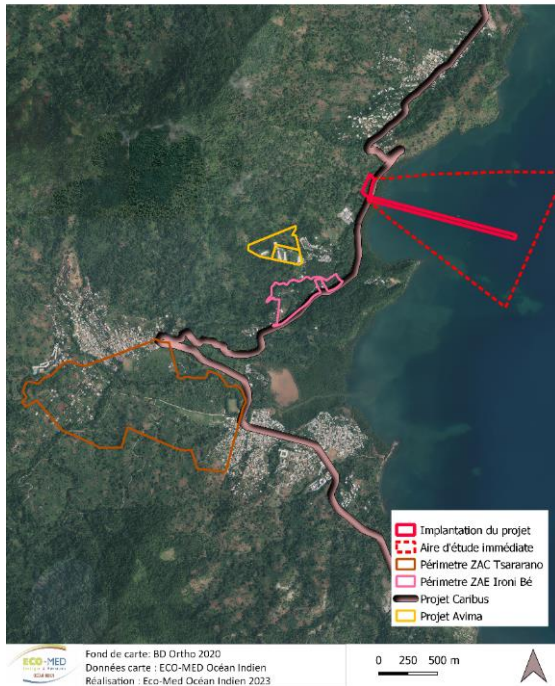 Implantation du projet
Aire d'étude immédiate
Périmetre ZAC Tsararano
Périmetre ZAE Ironi Bé
Projet Caribus
Projet Avima
ECO-MED
Fond de carte: BD Ortho 2020
Données carte : ECO-MED Océan Indien
Réalisation : Eco-Med Océan Indien 2023
0 250 500 m